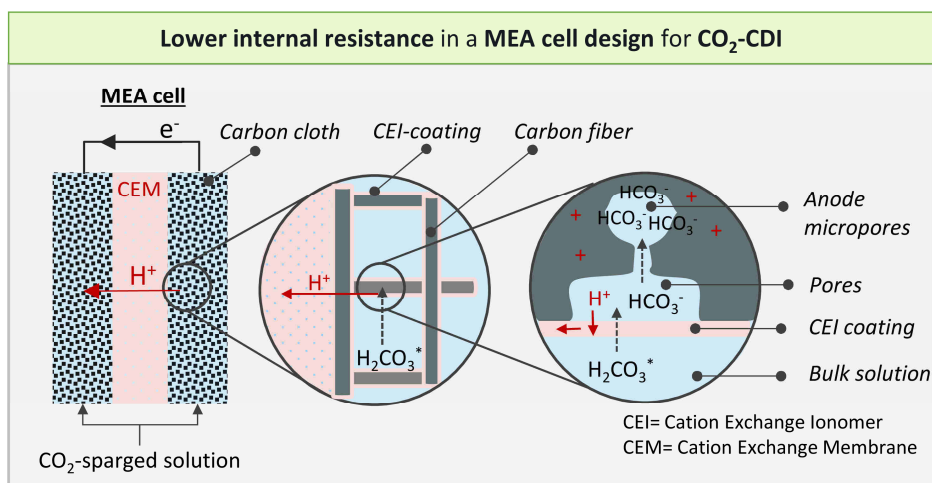 Lower internal resistance in a MEA cell design for CO₂-CDI
MEA cell
e⁻
Carbon cloth
CEI-coating
Carbon fiber
CEM
H⁺
H⁺
H₂CO₃*
HCO₃⁻
HCO₃⁻
HCO₃⁻
+
+
+
+
Anode
micropores
Pores
HCO₃⁻
H⁺
CEI coating
H₂CO₃*
Bulk solution
CO₂-sparged solution
CEI= Cation Exchange Ionomer
CEM= Cation Exchange Membrane